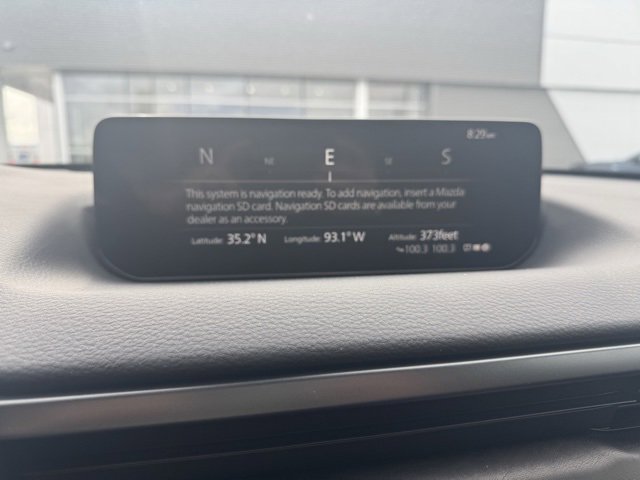 8:29
N NE E SE S
This system is navigation ready. To add navigation, insert a Mazda
navigation SD card. Navigation SD cards are available from your
dealer as an accessory.
Latitude: 35.2° N Longitude: 93.1° W Altitude: 373feet
100.3 100.3